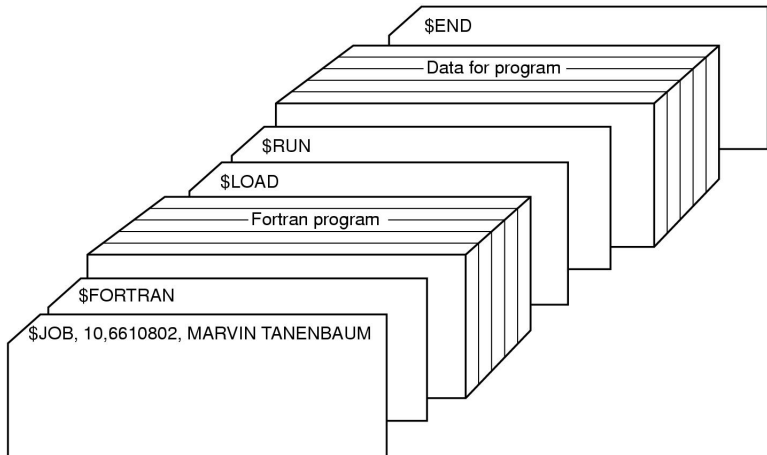 $END
Data for program
$RUN
$LOAD
Fortran program
$FORTRAN
$JOB, 10,6610802, MARVIN TANENBAUM